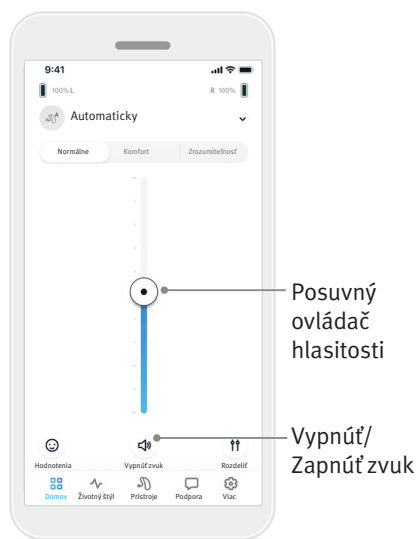 9:41
100% L
R 100%
Automaticky
Normálne Komfort Zrozumiteľnosť
Posuvný
ovládač
hlasitosti
Hodnotenia Vypnúť zvuk Rozdeliť
Vypnúť/
Zapnúť zvuk
Domov Životný štýl Prístroje Podpora Viac